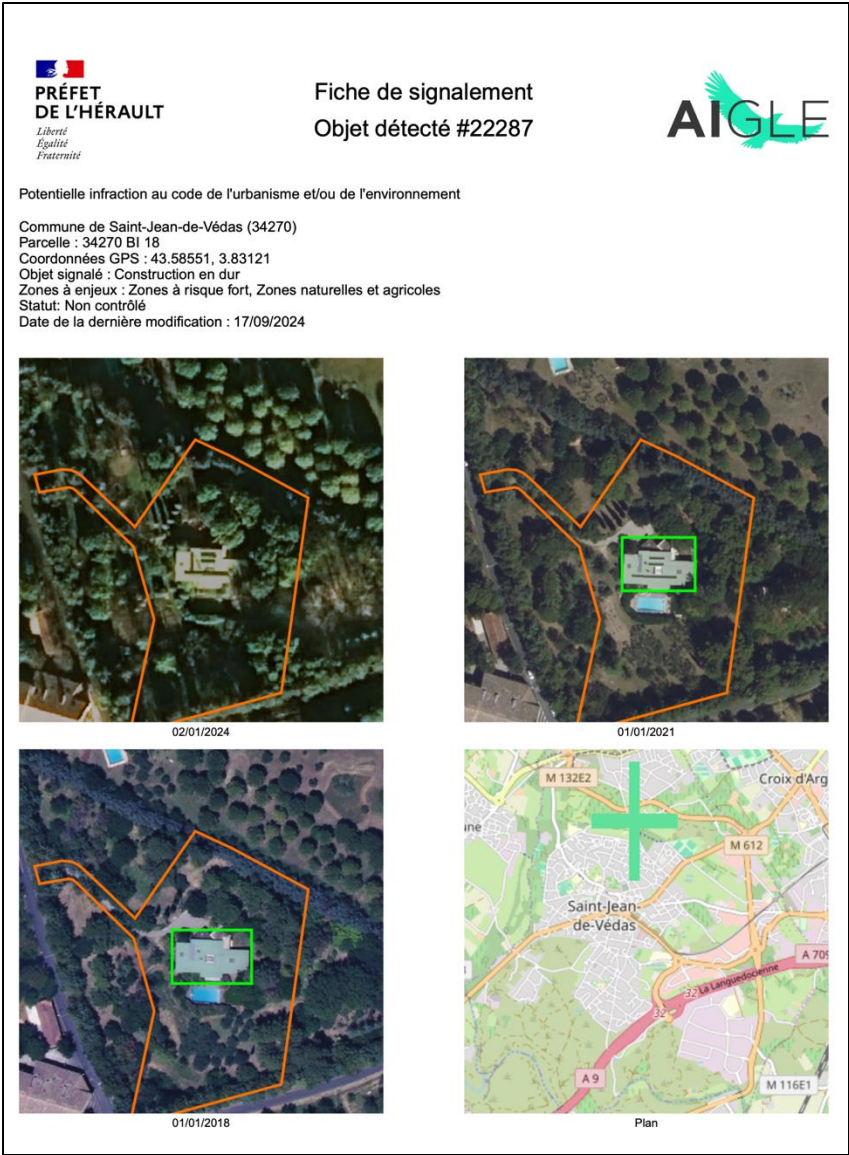 PRÉFET
DE L'HÉRAULT
Liberté
Égalité
Fraternité
Fiche de signalement
Objet détecté #22287
AIGLE
Potentielle infraction au code de l'urbanisme et/ou de l'environnement
Commune de Saint-Jean-de-Védas (34270)
Parcelle : 34270 BI 18
Coordonnées GPS : 43.58551, 3.83121
Objet signalé : Construction en dur
Zones à enjeux : Zones à risque fort, Zones naturelles et agricoles
Statut: Non contrôlé
Date de la dernière modification : 17/09/2024
02/01/2024
01/01/2021
01/01/2018
M 132E2
Croix d'Arg
une
M 612
Saint-Jean-
de-Védas
A 709
La Languedocienne
32
32
A 9
M 116E1
Plan